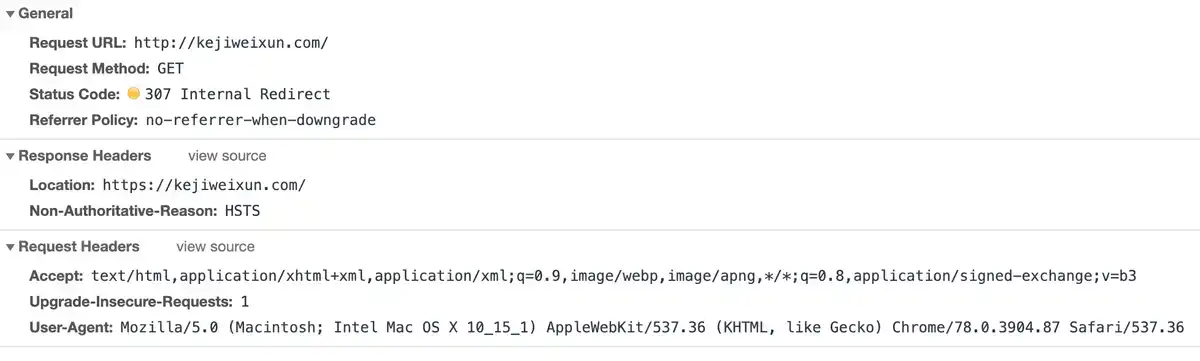 General
Request URL: http://kejiweixun.com/
Request Method: GET
Status Code: 307 Internal Redirect
Referrer Policy: no-referrer-when-downgrade
Response Headers view source
Location: https://kejiweixun.com/
Non-Authoritative-Reason: HSTS
Request Headers view source
Accept: text/html,application/xhtml+xml,application/xml;q=0.9,image/webp,image/apng,*/*;q=0.8,application/signed-exchange;v=b3
Upgrade-Insecure-Requests: 1
User-Agent: Mozilla/5.0 (Macintosh; Intel Mac OS X 10_15_1) AppleWebKit/537.36 (KHTML, like Gecko) Chrome/78.0.3904.87 Safari/537.36